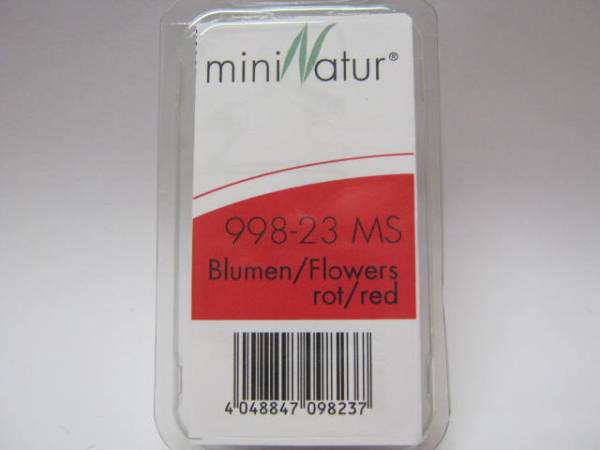 miniNatur®
998-23 MS
Blumen/Flowers
rot/red
4 048847 098237